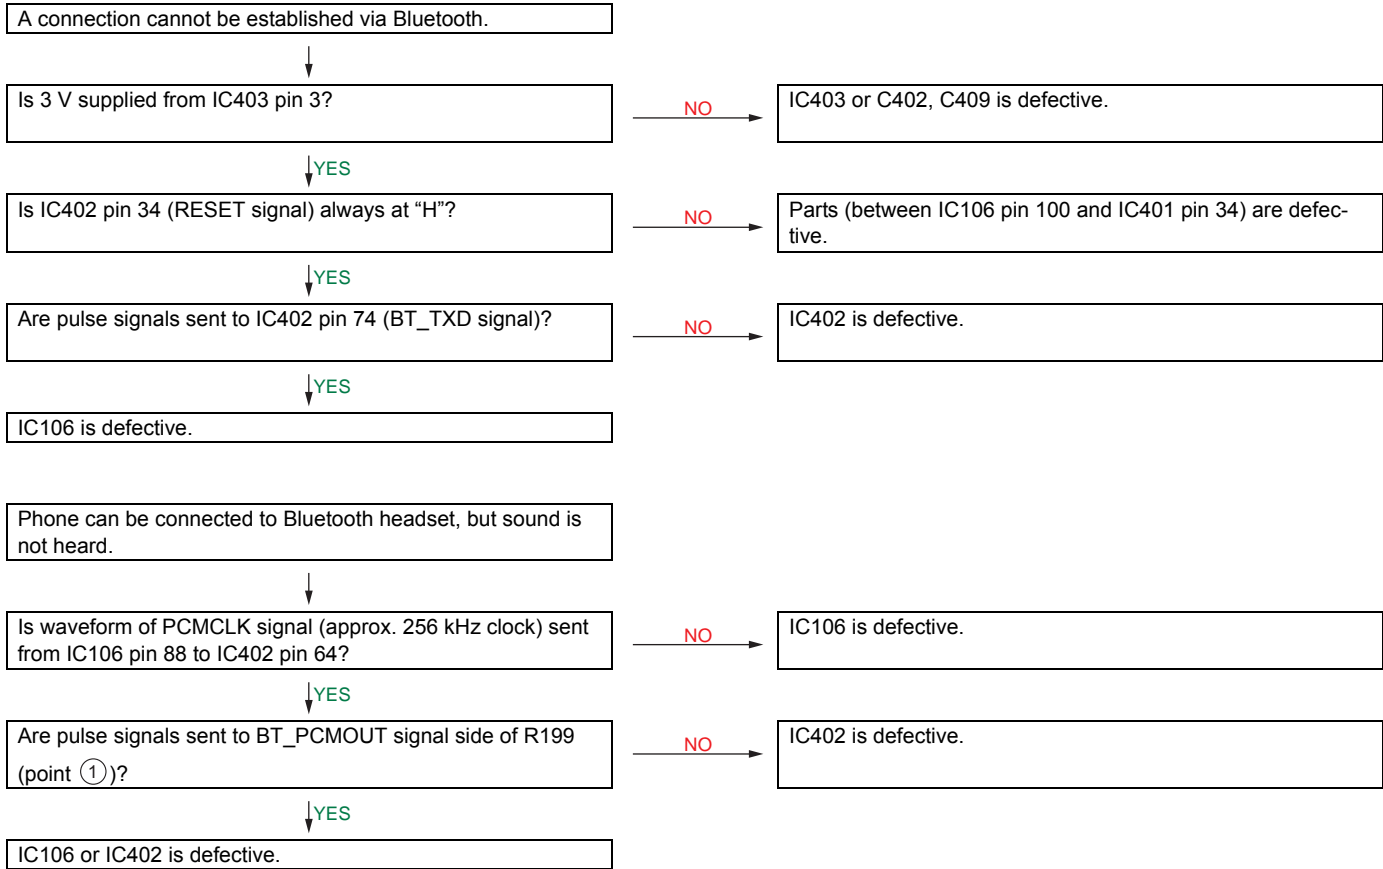 A connection cannot be established via Bluetooth.
Is 3 V supplied from IC403 pin 3?
NO
IC403 or C402, C409 is defective.
YES
Is IC402 pin 34 (RESET signal) always at “H”?
NO
Parts (between IC106 pin 100 and IC401 pin 34) are defec-
tive.
YES
Are pulse signals sent to IC402 pin 74 (BT_TXD signal)?
NO
IC402 is defective.
YES
IC106 is defective.
Phone can be connected to Bluetooth headset, but sound is
not heard.
Is waveform of PCMCLK signal (approx. 256 kHz clock) sent
from IC106 pin 88 to IC402 pin 64?
NO
IC106 is defective.
YES
Are pulse signals sent to BT_PCMOUT signal side of R199
(point ①)?
NO
IC402 is defective.
YES
IC106 or IC402 is defective.